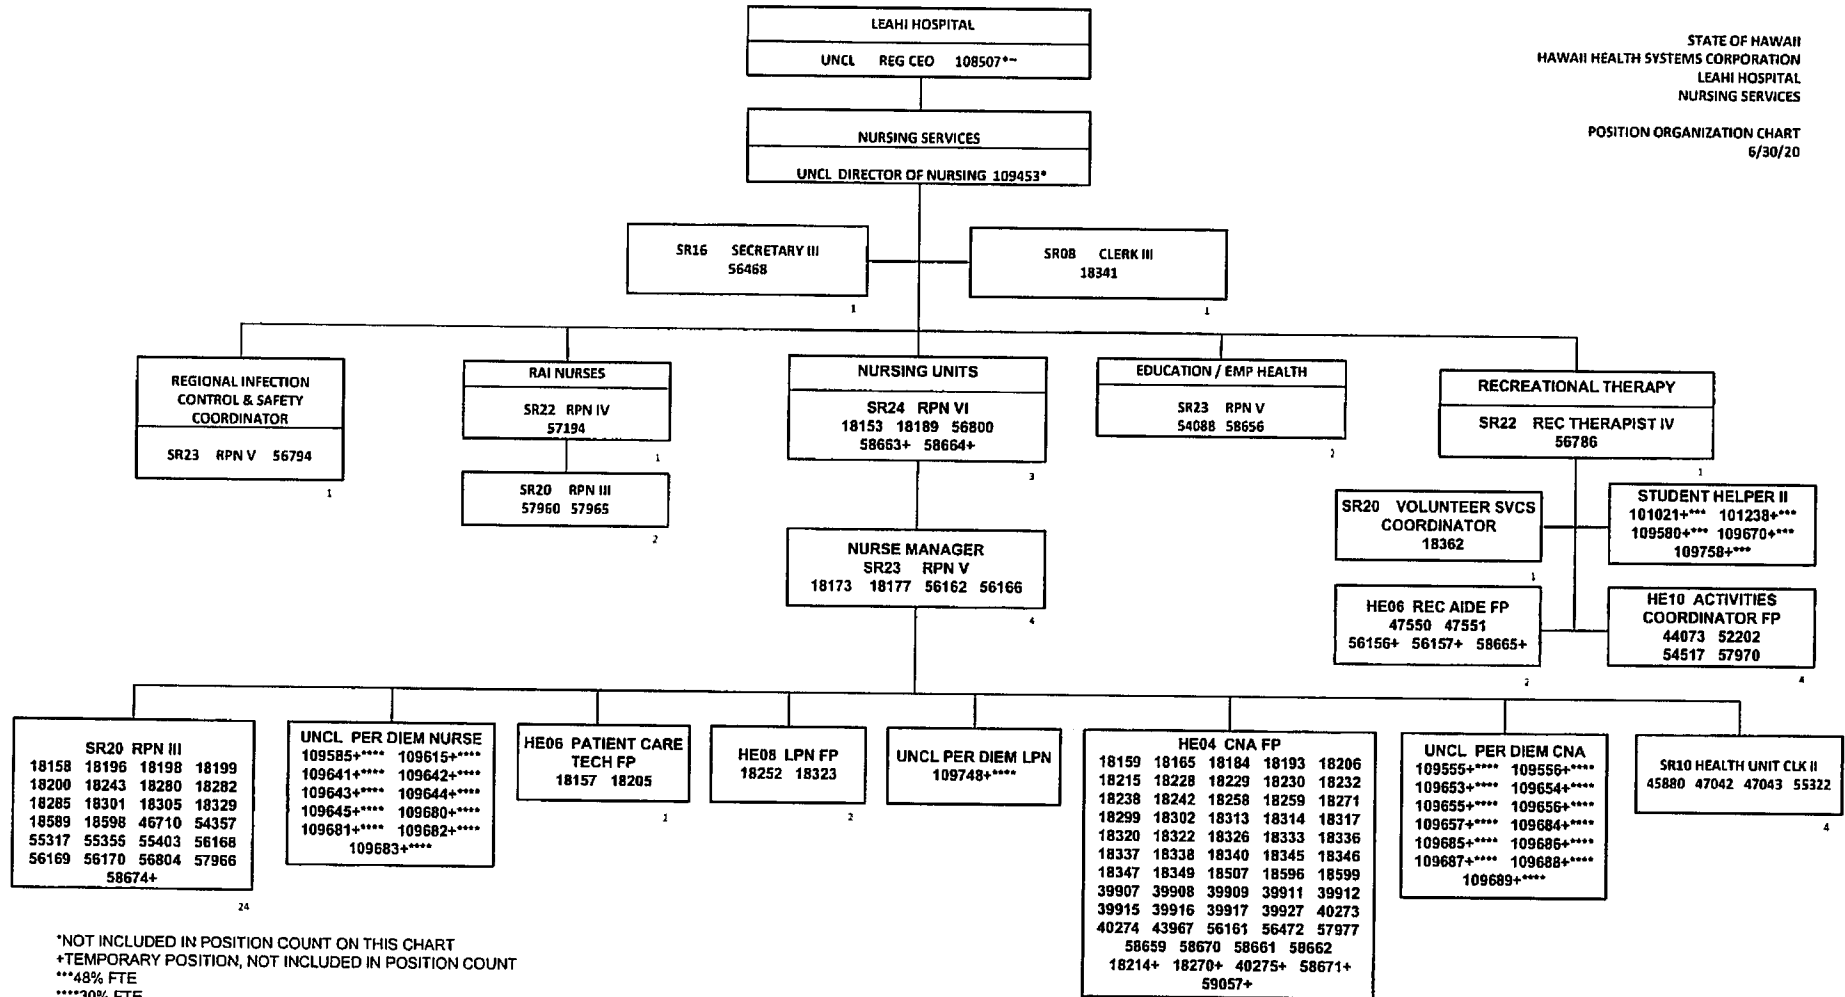 LEAHI HOSPITAL
UNCL REG CEO 108507*~
STATE OF HAWAII
HAWAII HEALTH SYSTEMS CORPORATION
LEAHI HOSPITAL
NURSING SERVICES
POSITION ORGANIZATION CHART
6/30/20
NURSING SERVICES
UNCL DIRECTOR OF NURSING 109453*
SR16 SECRETARY III
56468
1
SR08 CLERK III
18341
1
REGIONAL INFECTION
CONTROL & SAFETY
COORDINATOR
SR23 RPN V 56794
1
RAI NURSES
SR22 RPN IV
57194
1
SR20 RPN III
57960 57965
2
NURSING UNITS
SR24 RPN VI
18153 18189 56800
58663+ 58664+
3
EDUCATION / EMP HEALTH
SR23 RPN V
54088 58656
2
RECREATIONAL THERAPY
SR22 REC THERAPIST IV
56786
1
SR20 VOLUNTEER SVCS
COORDINATOR
18362
1
STUDENT HELPER II
101021+*** 101238+***
109580+*** 109670+***
109758+***
HE06 REC AIDE FP
47550 47551
56156+ 56157+ 58665+
2
HE10 ACTIVITIES
COORDINATOR FP
44073 52202
54517 57970
4
NURSE MANAGER
SR23 RPN V
18173 18177 56162 56166
4
SR20 RPN III
18158 18196 18198 18199
18200 18243 18280 18282
18285 18301 18305 18329
18589 18598 46710 54357
55317 55355 55403 56168
56169 56170 56804 57966
58674+
24
UNCL PER DIEM NURSE
109585+**** 109615+****
109641+**** 109642+****
109643+**** 109644+****
109645+**** 109680+****
109681+**** 109682+****
109683+****
HE06 PATIENT CARE
TECH FP
18157 18205
2
HE08 LPN FP
18252 18323
2
UNCL PER DIEM LPN
109748+****
HE04 CNA FP
18159 18165 18184 18193 18206
18215 18228 18229 18230 18232
18238 18242 18258 18259 18271
18299 18302 18313 18314 18317
18320 18322 18326 18333 18336
18337 18338 18340 18345 18346
18347 18349 18507 18596 18599
39907 39908 39909 39911 39912
39915 39916 39917 39927 40273
40274 43967 56161 56472 57977
58659 58670 58661 58662
18214+ 18270+ 40275+ 58671+
59057+
UNCL PER DIEM CNA
109555+**** 109556+****
109653+**** 109654+****
109655+**** 109656+****
109657+**** 109684+****
109685+**** 109686+****
109687+**** 109688+****
109689+****
SR10 HEALTH UNIT CLK II
45880 47042 47043 55322
4
*NOT INCLUDED IN POSITION COUNT ON THIS CHART
+TEMPORARY POSITION, NOT INCLUDED IN POSITION COUNT
***48% FTE
****30% FTE